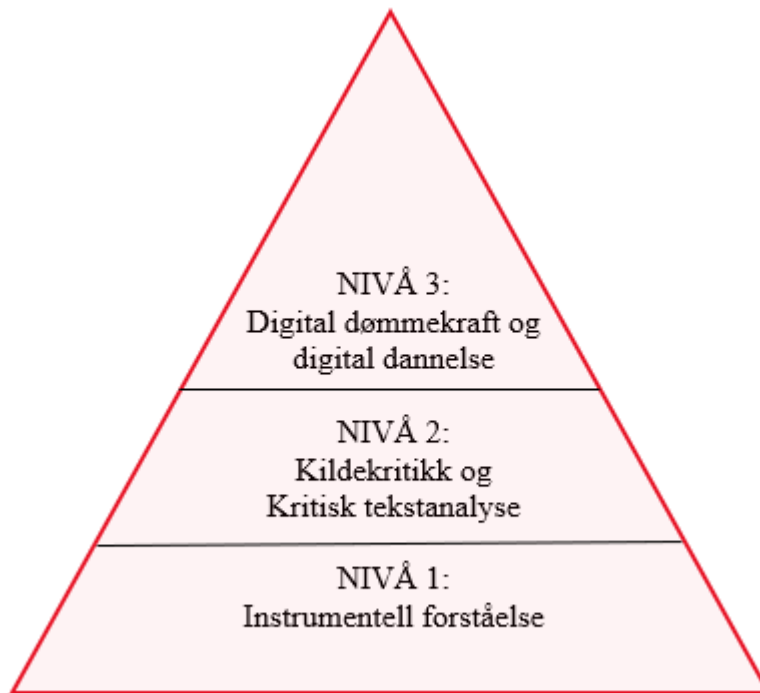 NIVÅ 3:
Digital dømmekraft og
digital dannelse
NIVÅ 2:
Kildekritikk og
Kritisk tekstanalyse
NIVÅ 1:
Instrumentell forståelse